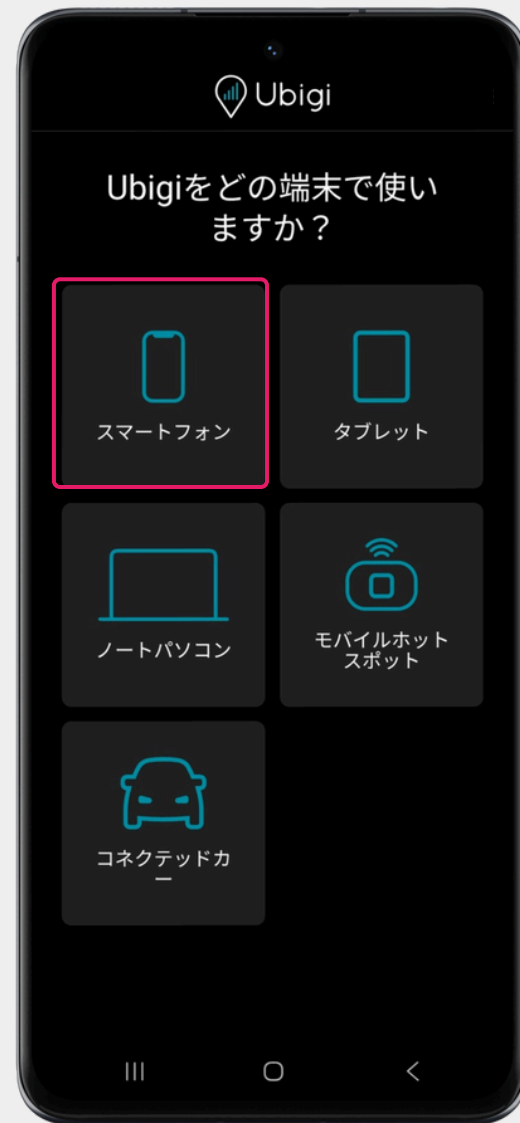 Ubigi
Ubigiをどの端末で使い
ますか？
スマートフォン
タブレット
ノートパソコン
モバイルホット
スポット
コネクテッドカ
ー